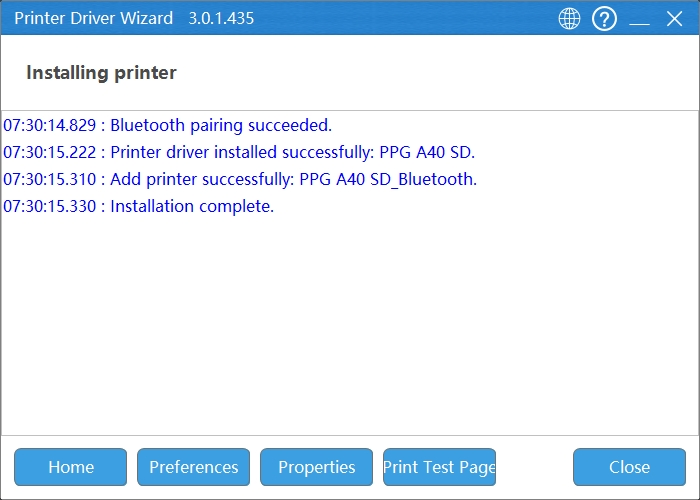 Printer Driver Wizard 3.0.1.435
Installing printer
07:30:14.829 : Bluetooth pairing succeeded.
07:30:15.222 : Printer driver installed successfully: PPG A40 SD.
07:30:15.310 : Add printer successfully: PPG A40 SD_Bluetooth.
07:30:15.330 : Installation complete.
Home Preferences Properties Print Test Page Close